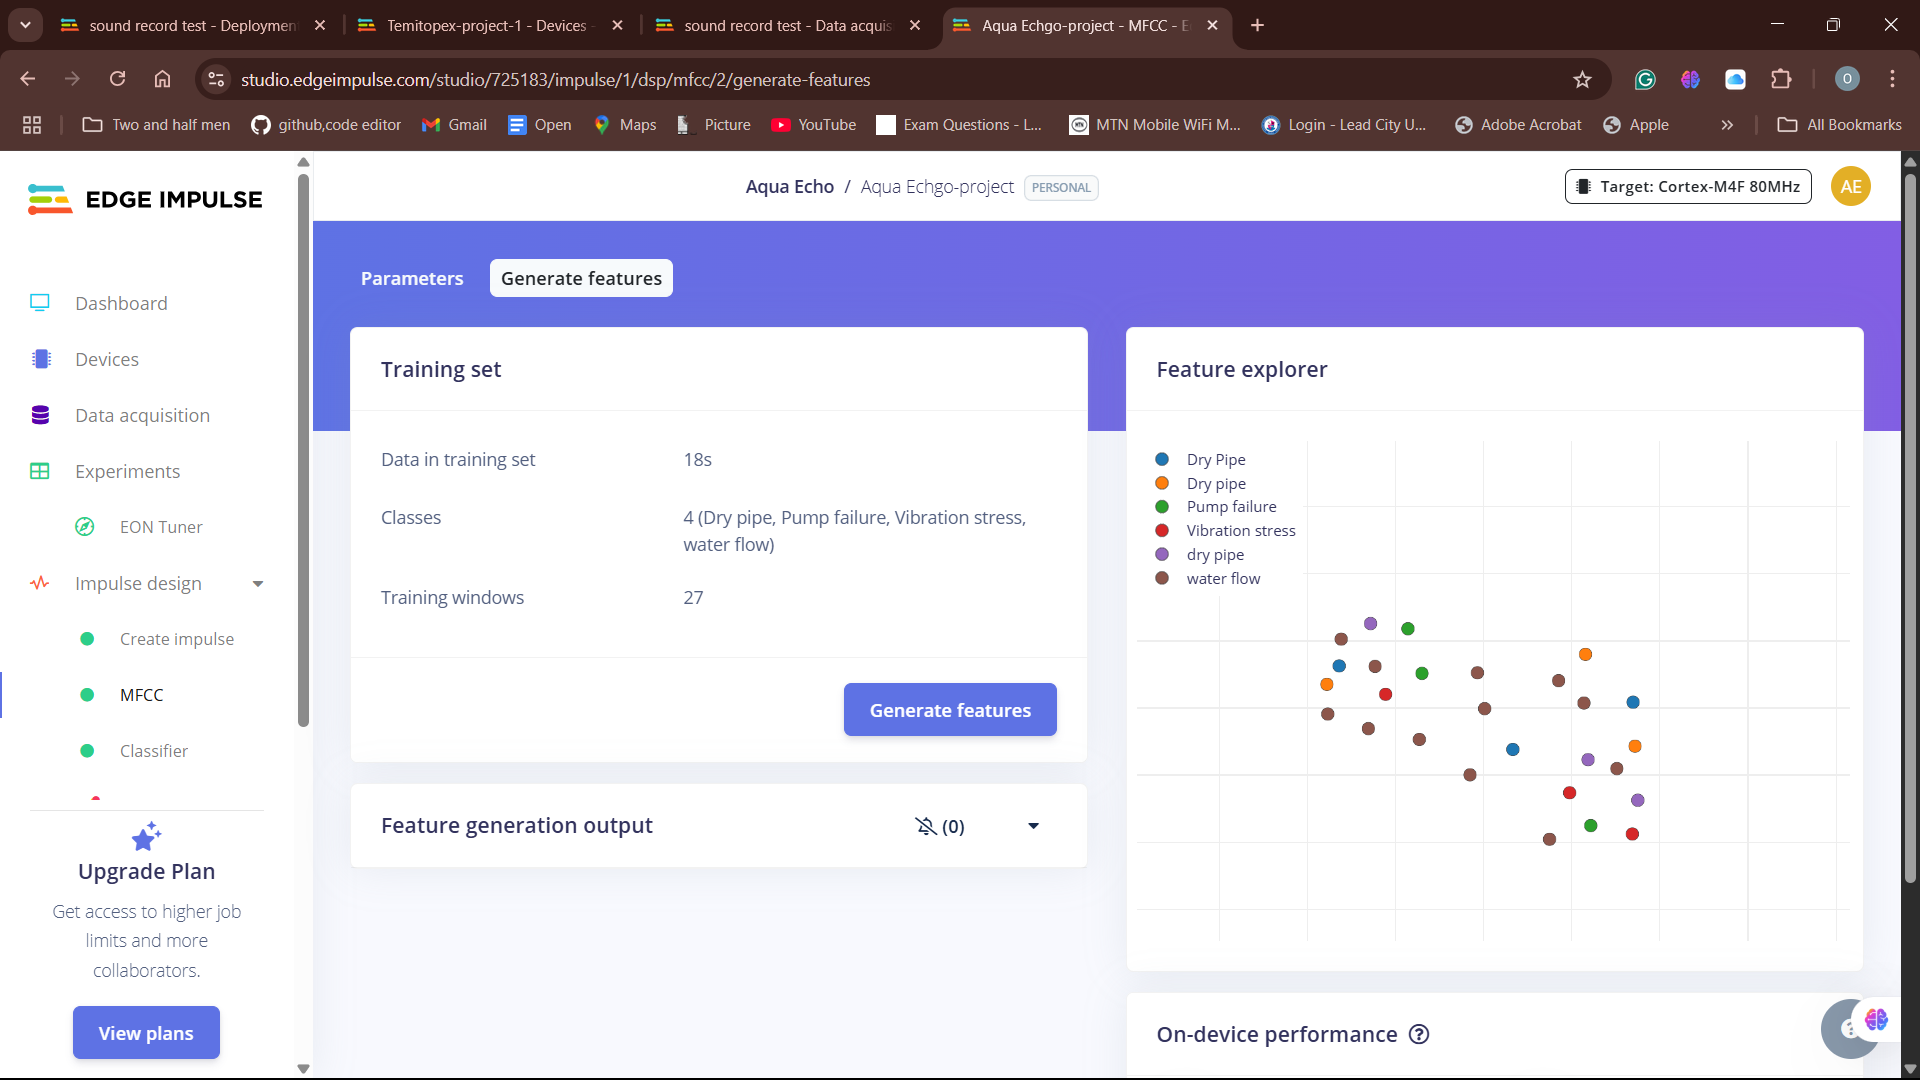 sound record test - Deploymen
Temitopex-project-1 - Devices -
sound record test - Data acquis
Aqua Echgo-project - MFCC - E
studio.edgeimpulse.com/studio/725183/impulse/1/dsp/mfcc/2/generate-features
O
Two and half men
github,code editor
Gmail
Open
Maps
Picture
YouTube
Exam Questions - L...
MTN Mobile WiFi M...
Login - Lead City U...
Adobe Acrobat
Apple
All Bookmarks
EDGE IMPULSE
Aqua Echo / Aqua Echgo-project PERSONAL
Target: Cortex-M4F 80MHz
AE
Dashboard
Devices
Data acquisition
Experiments
EON Tuner
Impulse design
Create impulse
MFCC
Classifier
Upgrade Plan
Get access to higher job
limits and more
collaborators.
View plans
Parameters
Generate features
Training set
Data in training set 18s
Classes 4 (Dry pipe, Pump failure, Vibration stress,
water flow)
Training windows 27
Generate features
Feature generation output (0)
Feature explorer
Dry Pipe
Dry pipe
Pump failure
Vibration stress
dry pipe
water flow
On-device performance ?